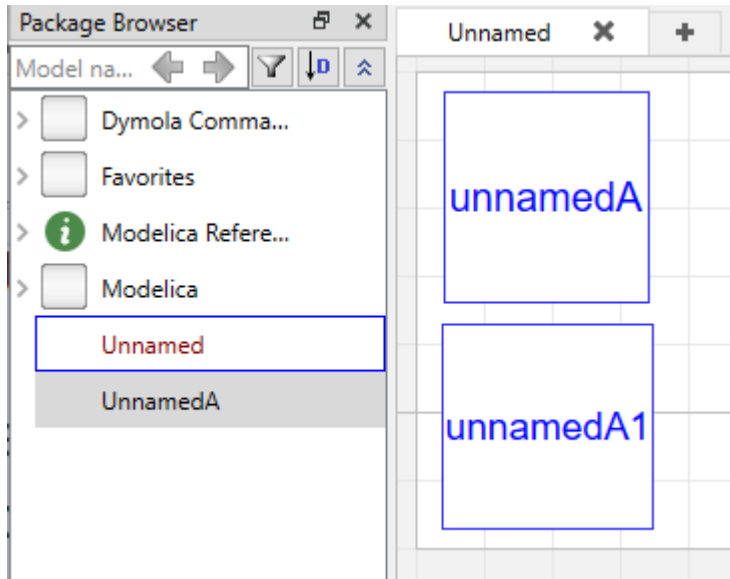 Package Browser
Model na...
D
Dymola Comma...
Favorites
i Modelica Refere...
Modelica
Unnamed
UnnamedA
Unnamed
unnamedA
unnamedA1